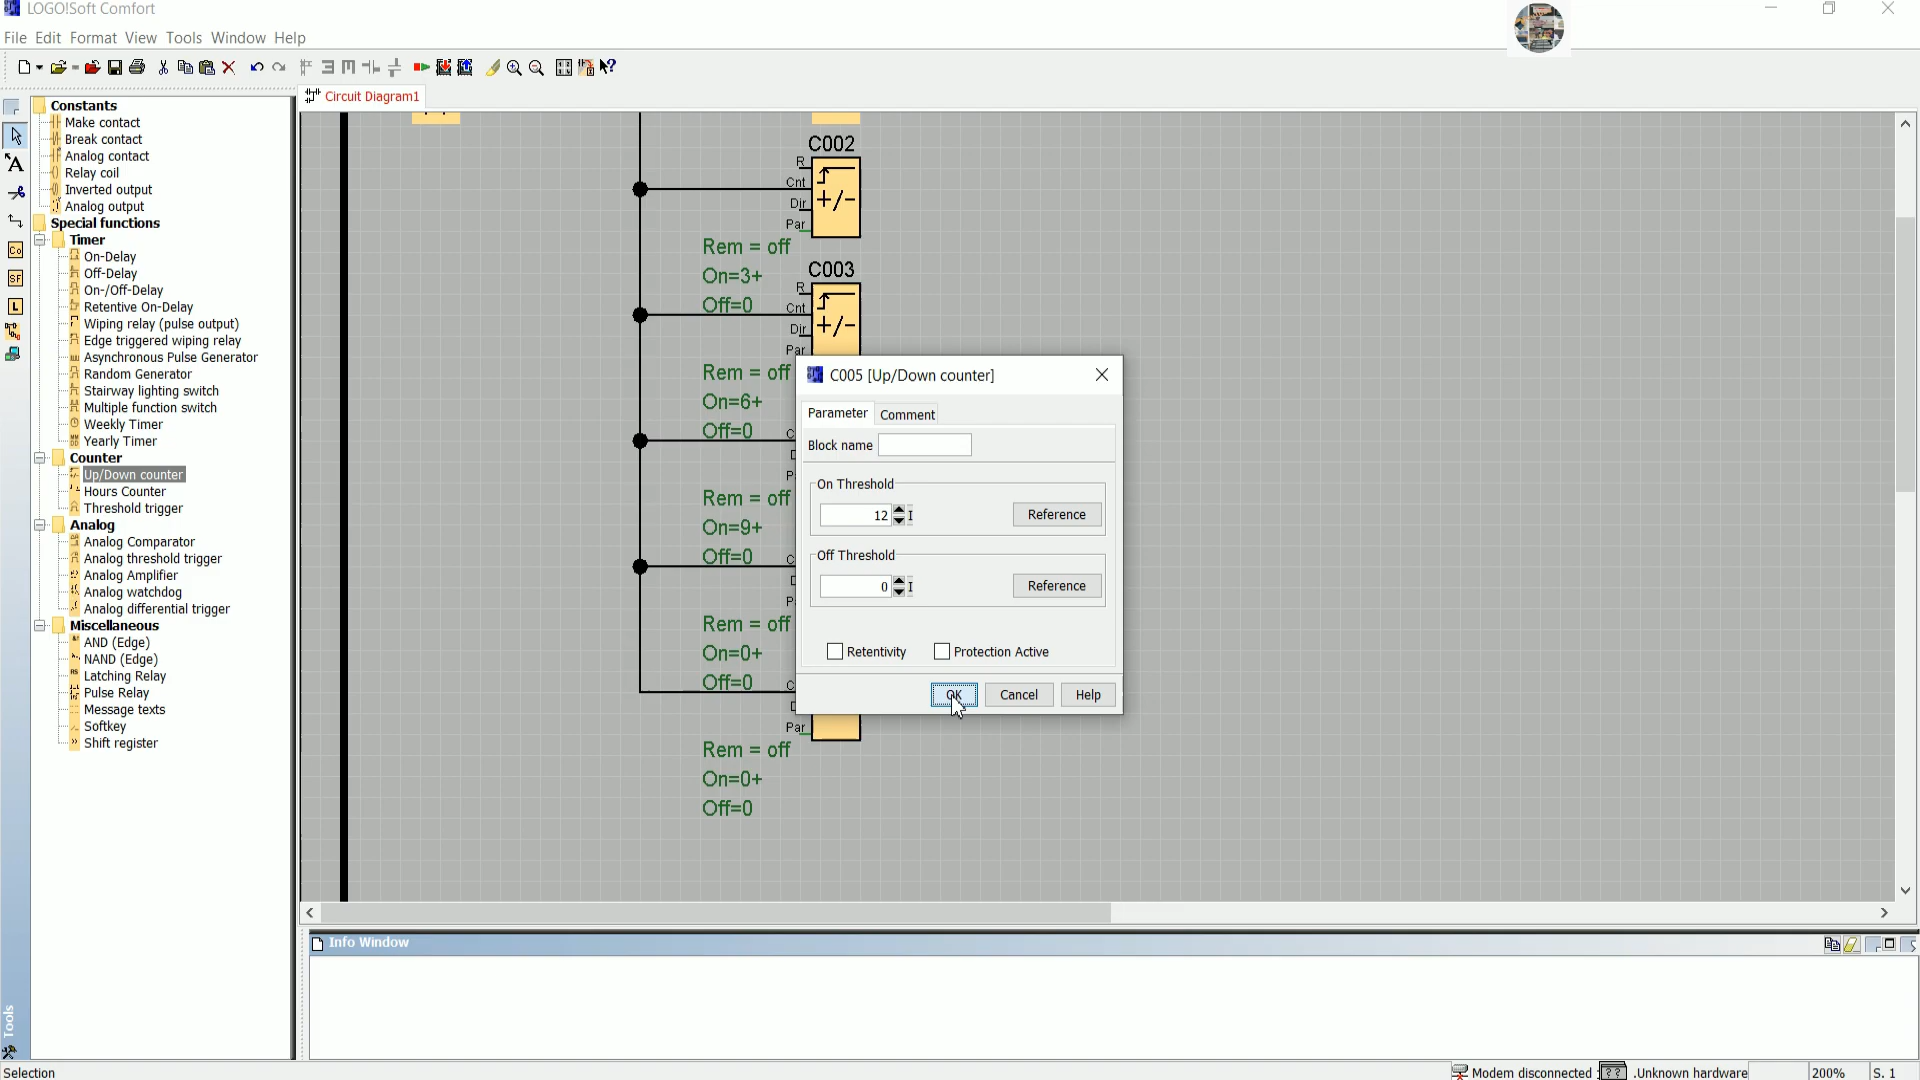 LOGO!Soft Comfort
File Edit Format View Tools Window Help
Circuit Diagram1
Constants
Make contact
Break contact
Analog contact
Relay coil
Inverted output
Analog output
Special functions
Timer
On-Delay
Off-Delay
On-/Off-Delay
Retentive On-Delay
Wiping relay (pulse output)
Edge triggered wiping relay
Asynchronous Pulse Generator
Random Generator
Stairway lighting switch
Multiple function switch
Weekly Timer
Yearly Timer
Counter
Up/Down counter
Hours Counter
Threshold trigger
Analog
Analog Comparator
Analog threshold trigger
Analog Amplifier
Analog watchdog
Analog differential trigger
Miscellaneous
AND (Edge)
NAND (Edge)
Latching Relay
Pulse Relay
Message texts
Softkey
Shift register
Co
SF
L
Tools
C002
R
Cnt
Dir
Par
+/-
Rem = off
On=3+
Off=0
C003
R
Cnt
Dir
Par
+/-
Rem = off
On=6+
Off=0
Rem = off
On=9+
Off=0
Rem = off
On=0+
Off=0
Par
Rem = off
On=0+
Off=0
C005 [Up/Down counter]
Parameter Comment
Block name
On Threshold
12 Reference
Off Threshold
0 Reference
Retentivity Protection Active
OK Cancel Help
Info Window
Selection
Modem disconnected ?? .Unknown hardware 200% S. 1